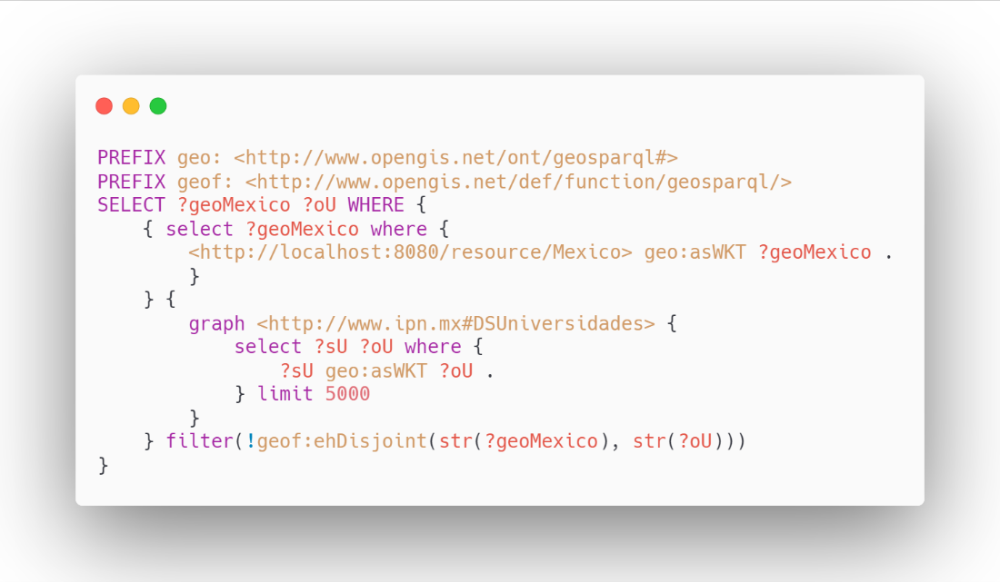 PREFIX geo: <http://www.opengis.net/ont/geosparql#>
PREFIX geof: <http://www.opengis.net/def/function/geosparql/>
SELECT ?geoMexico ?oU WHERE {
    { select ?geoMexico where {
        <http://localhost:8080/resource/Mexico> geo:asWKT ?geoMexico .
        }
    } {
        graph <http://www.ipn.mx#DSUniversidades> {
            select ?sU ?oU where {
                ?sU geo:asWKT ?oU .
            } limit 5000
        }
    } filter(!geof:ehDisjoint(str(?geoMexico), str(?oU)))
}